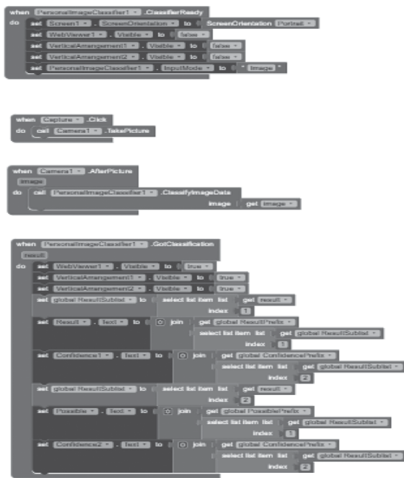 when PersonalImageClassifier1 .ClassifierReady
do set Screen1 . ScreenOrientation to ScreenOrientation Portrait
set WebViewer1 . Visible to false
set VerticalArrangement1 . Visible to false
set VerticalArrangement2 . Visible to false
set PersonalImageClassifier1 . InputMode to " Image "
when Capture .Click
do call Camera1 .TakePicture
when Camera1 .AfterPicture
image
do call PersonalImageClassifier1 .ClassifyImageData
image get image
when PersonalImageClassifier1 .GotClassification
result
do set WebViewer1 . Visible to true
set VerticalArrangement1 . Visible to true
set VerticalArrangement2 . Visible to true
set global ResultSublist to select list item list get result
index 1
set Result . Text to join get global ResultPrefix
select list item list get global ResultSublist
index 1
set Confidence1 . Text to join get global ConfidencePrefix
select list item list get global ResultSublist
index 2
set global ResultSublist to select list item list get result
index 2
set Possible . Text to join get global PossiblePrefix
select list item list get global ResultSublist
index 1
set Confidence2 . Text to join get global ConfidencePrefix
select list item list get global ResultSublist
index 2